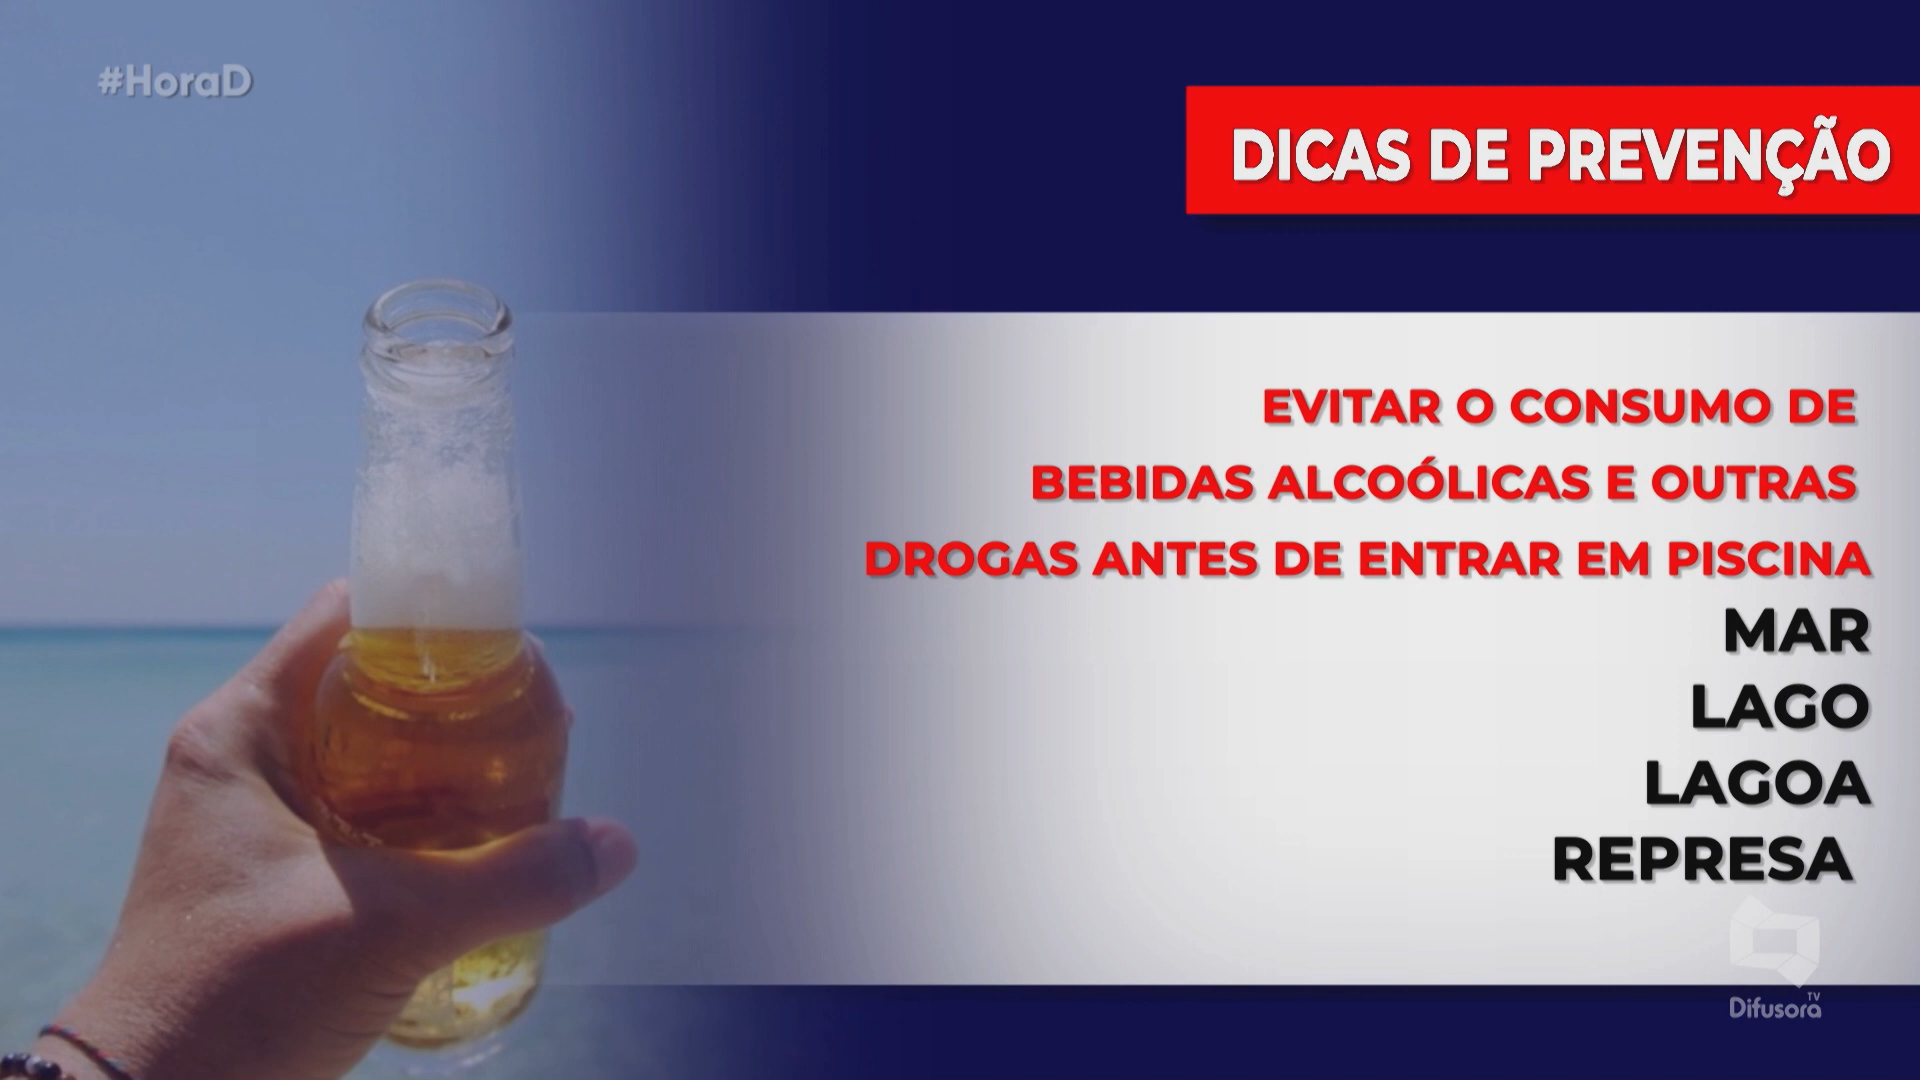 #HoraD
DICAS DE PREVENÇÃO
EVITAR O CONSUMO DE
BEBIDAS ALCOÓLICAS E OUTRAS
DROGAS ANTES DE ENTRAR EM PISCINA
MAR
LAGO
LAGOA
REPRESA
TV
Difusora